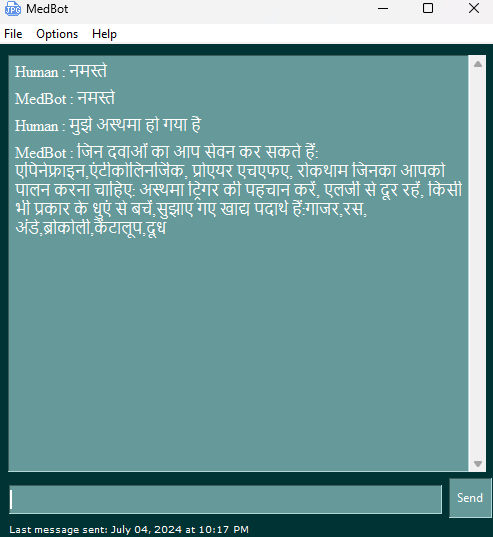 MedBot
File Options Help
Human : नमस्ते
MedBot : नमस्ते
Human : मुझे अस्थमा हो गया है
MedBot : जिन दवाओं का आप सेवन कर सकते हैं:
एपिनेफ्राइन,एंटीकोलिनर्जिक, प्रोएयर एचएफए, रोकथाम जिनका आपको
पालन करना चाहिए: अस्थमा ट्रिगर की पहचान करें, एलर्जी से दूर रहें, किसी
भी प्रकार के धुएं से बचें,सुझाए गए खाद्य पदार्थ हैं:गाजर,रस,
अंडे,ब्रोकोली,कैंटालूप,दूध
Send
Last message sent: July 04, 2024 at 10:17 PM